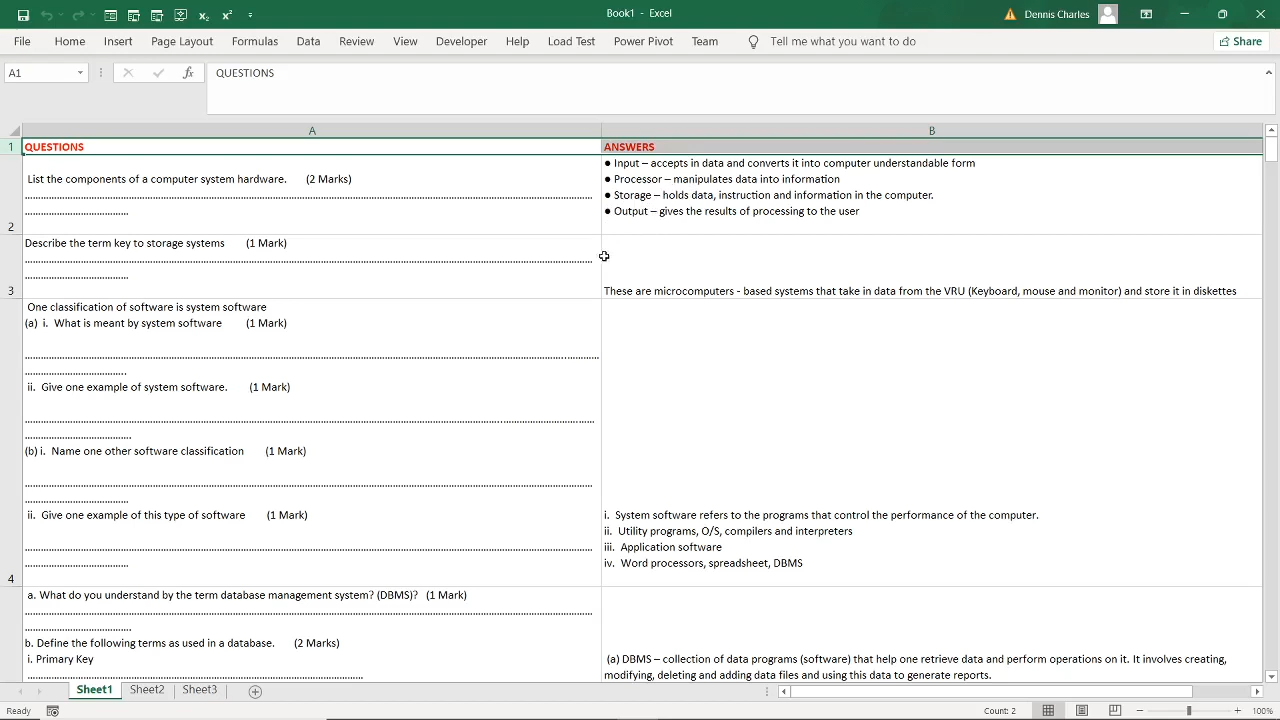 Book1 - Excel
Dennis Charles
File Home Insert Page Layout Formulas Data Review View Developer Help Load Test Power Pivot Team Tell me what you want to do Share
A1 fx QUESTIONS
A B
1 QUESTIONS ANSWERS
List the components of a computer system hardware. (2 Marks)
● Input – accepts in data and converts it into computer understandable form
● Processor – manipulates data into information
● Storage – holds data, instruction and information in the computer.
● Output – gives the results of processing to the user
2
Describe the term key to storage systems (1 Mark)
These are microcomputers - based systems that take in data from the VRU (Keyboard, mouse and monitor) and store it in diskettes
3
One classification of software is system software
(a) i. What is meant by system software (1 Mark)
ii. Give one example of system software. (1 Mark)
(b) i. Name one other software classification (1 Mark)
ii. Give one example of this type of software (1 Mark)
i. System software refers to the programs that control the performance of the computer.
ii. Utility programs, O/S, compilers and interpreters
iii. Application software
iv. Word processors, spreadsheet, DBMS
4
a. What do you understand by the term database management system? (DBMS)? (1 Mark)
b. Define the following terms as used in a database. (2 Marks)
i. Primary Key
(a) DBMS – collection of data programs (software) that help one retrieve data and perform operations on it. It involves creating,
modifying, deleting and adding data files and using this data to generate reports.
Sheet1 Sheet2 Sheet3
Ready Count: 2 100%